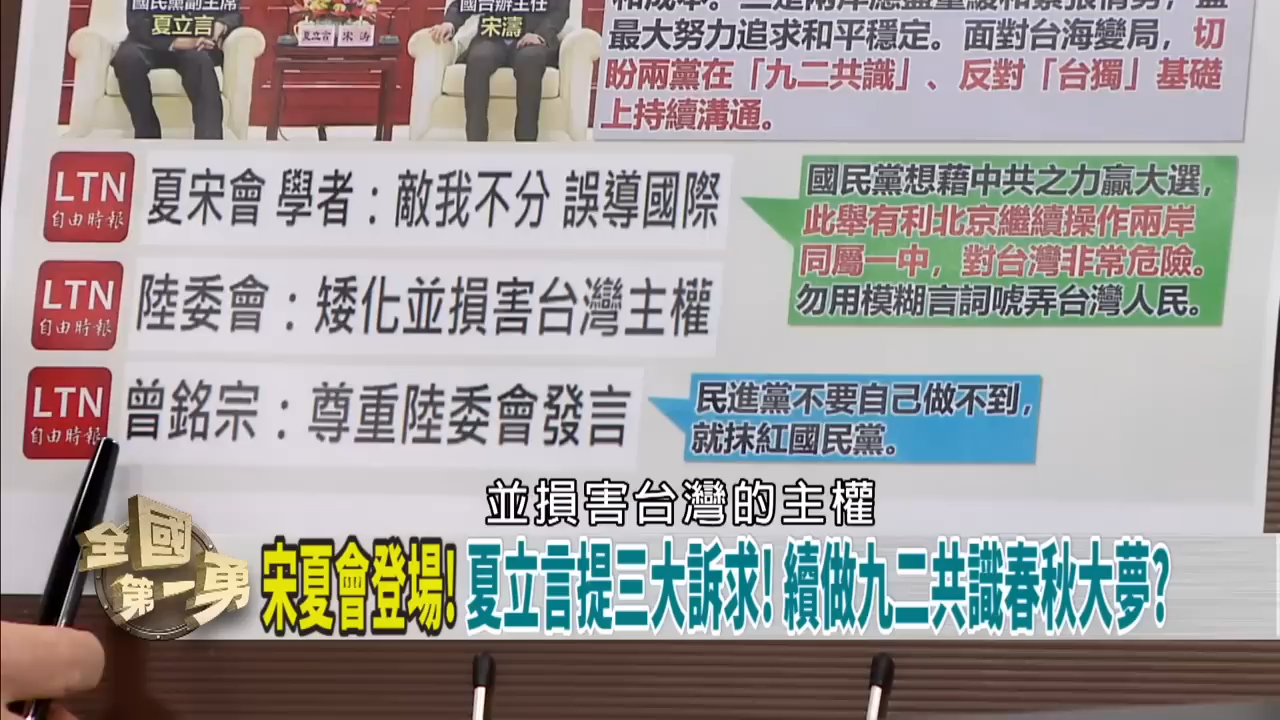 國民黨副主席
夏立言
國台辦主任
宋濤
夏立言
宋涛
最大努力追求和平穩定。面對台海變局，切
盼兩黨在「九二共識」、反對「台獨」基礎
上持續溝通。
LTN
自由時報
夏宋會 學者：敵我不分 誤導國際
國民黨想藉中共之力贏大選，
此舉有利北京繼續操作兩岸
同屬一中，對台灣非常危險。
勿用模糊言詞唬弄台灣人民。
LTN
自由時報
陸委會：矮化並損害台灣主權
LTN
自由時報
曾銘宗：尊重陸委會發言
民進黨不要自己做不到，
就抹紅國民黨。
並損害台灣的主權
全國第一勇
宋夏會登場! 夏立言提三大訴求! 續做九二共識春秋大夢?